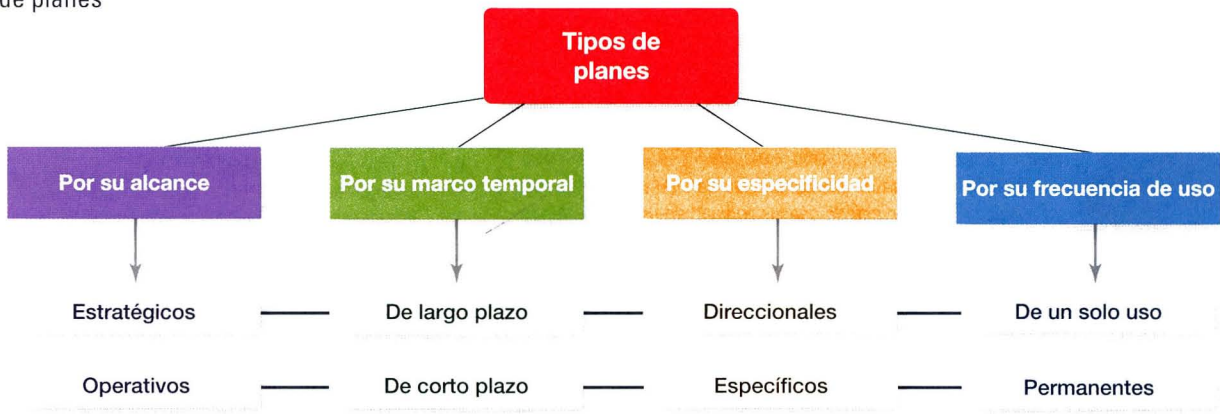 de planes
Tipos de
planes
Por su alcance
Por su marco temporal
Por su especificidad
Por su frecuencia de uso
Estratégicos
De largo plazo
Direccionales
De un solo uso
Operativos
De corto plazo
Específicos
Permanentes